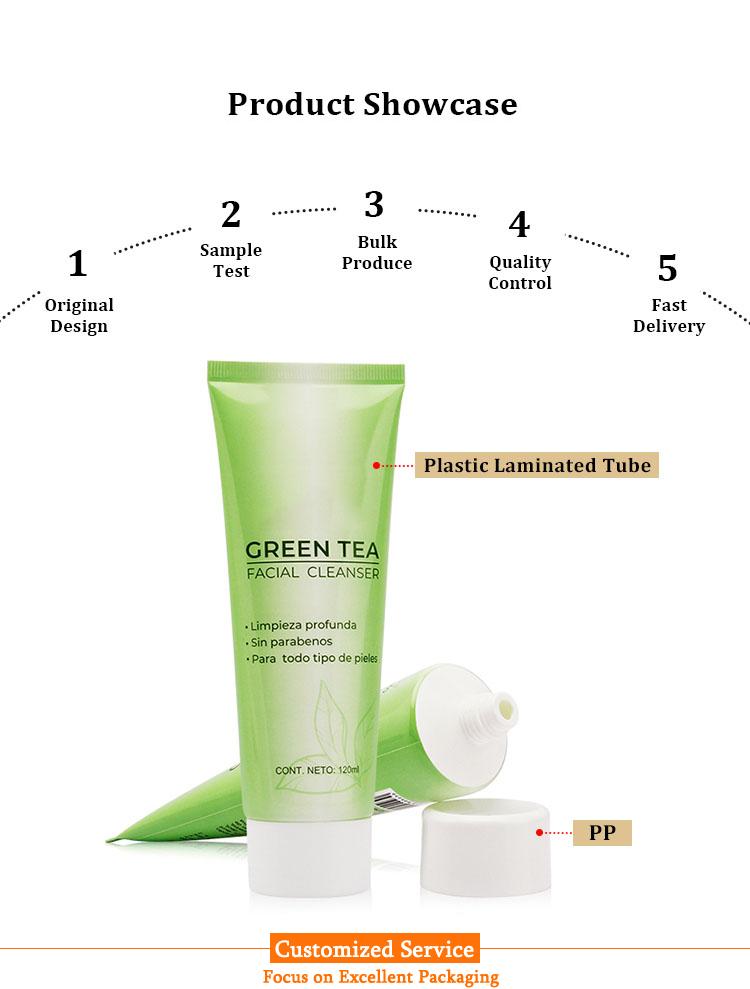 Product Showcase
1
Original
Design
2
Sample
Test
3
Bulk
Produce
4
Quality
Control
5
Fast
Delivery
Plastic Laminated Tube
GREEN TEA
FACIAL CLEANSER
• Limpieza profunda
• Sin parabenos
• Para todo tipo de pieles
CONT. NETO: 120ml
PP
Customized Service
Focus on Excellent Packaging